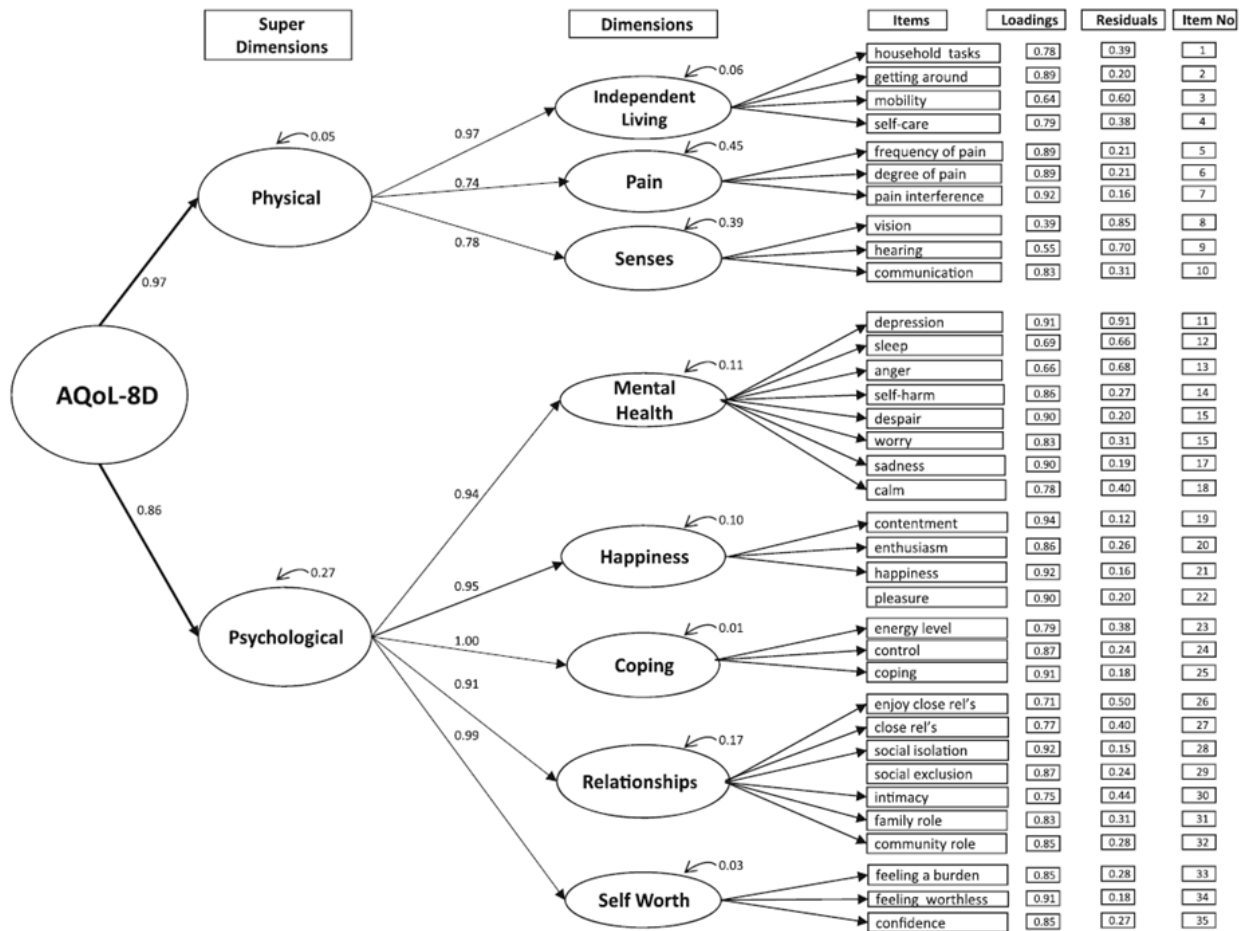 Super Dimensions
Dimensions
Items Loadings Residuals Item No
AQoL-8D
0.97
0.86
Physical
0.05
0.97
0.74
0.78
Psychological
0.27
0.94
0.95
1.00
0.91
0.99
Independent Living
0.06
household tasks 0.78 0.39 1
getting around 0.89 0.20 2
mobility 0.64 0.60 3
self-care 0.79 0.38 4
Pain
0.45
frequency of pain 0.89 0.21 5
degree of pain 0.89 0.21 6
pain interference 0.92 0.16 7
Senses
0.39
vision 0.39 0.85 8
hearing 0.55 0.70 9
communication 0.83 0.31 10
Mental Health
0.11
depression 0.91 0.91 11
sleep 0.69 0.66 12
anger 0.66 0.68 13
self-harm 0.86 0.27 14
despair 0.90 0.20 15
worry 0.83 0.31 15
sadness 0.90 0.19 17
calm 0.78 0.40 18
Happiness
0.10
contentment 0.94 0.12 19
enthusiasm 0.86 0.26 20
happiness 0.92 0.16 21
pleasure 0.90 0.20 22
Coping
0.01
energy level 0.79 0.38 23
control 0.87 0.24 24
coping 0.91 0.18 25
Relationships
0.17
enjoy close rel's 0.71 0.50 26
close rel's 0.77 0.40 27
social isolation 0.92 0.15 28
social exclusion 0.87 0.24 29
intimacy 0.75 0.44 30
family role 0.83 0.31 31
community role 0.85 0.28 32
Self Worth
0.03
feeling a burden 0.85 0.28 33
feeling worthless 0.91 0.18 34
confidence 0.85 0.27 35